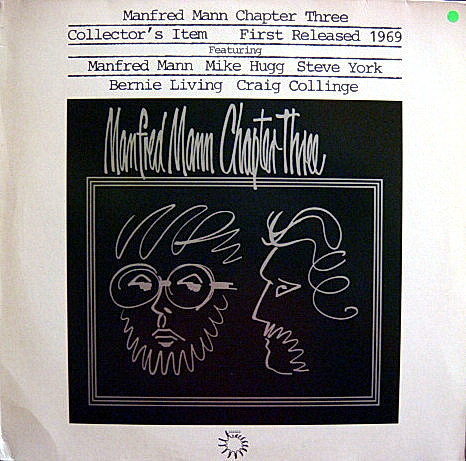 Manfred Mann Chapter Three
Collector's Item First Released 1969
Featuring
Manfred Mann Mike Hugg Steve York
Bernie Living Craig Collinge
Manfred Mann Chapter Three